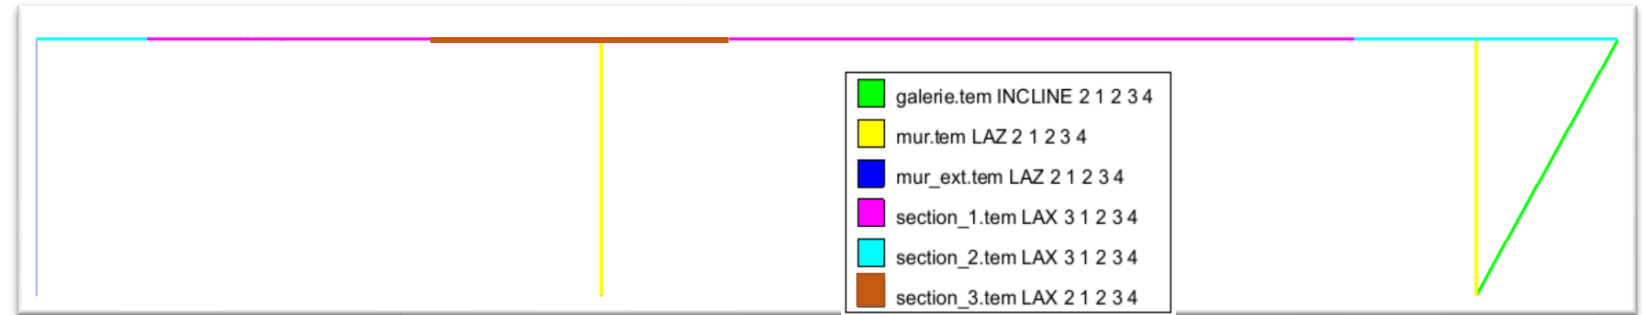 galerie.tem INCLINE 2 1 2 3 4
mur.tem LAZ 2 1 2 3 4
mur_ext.tem LAZ 2 1 2 3 4
section_1.tem LAX 3 1 2 3 4
section_2.tem LAX 3 1 2 3 4
section_3.tem LAX 2 1 2 3 4